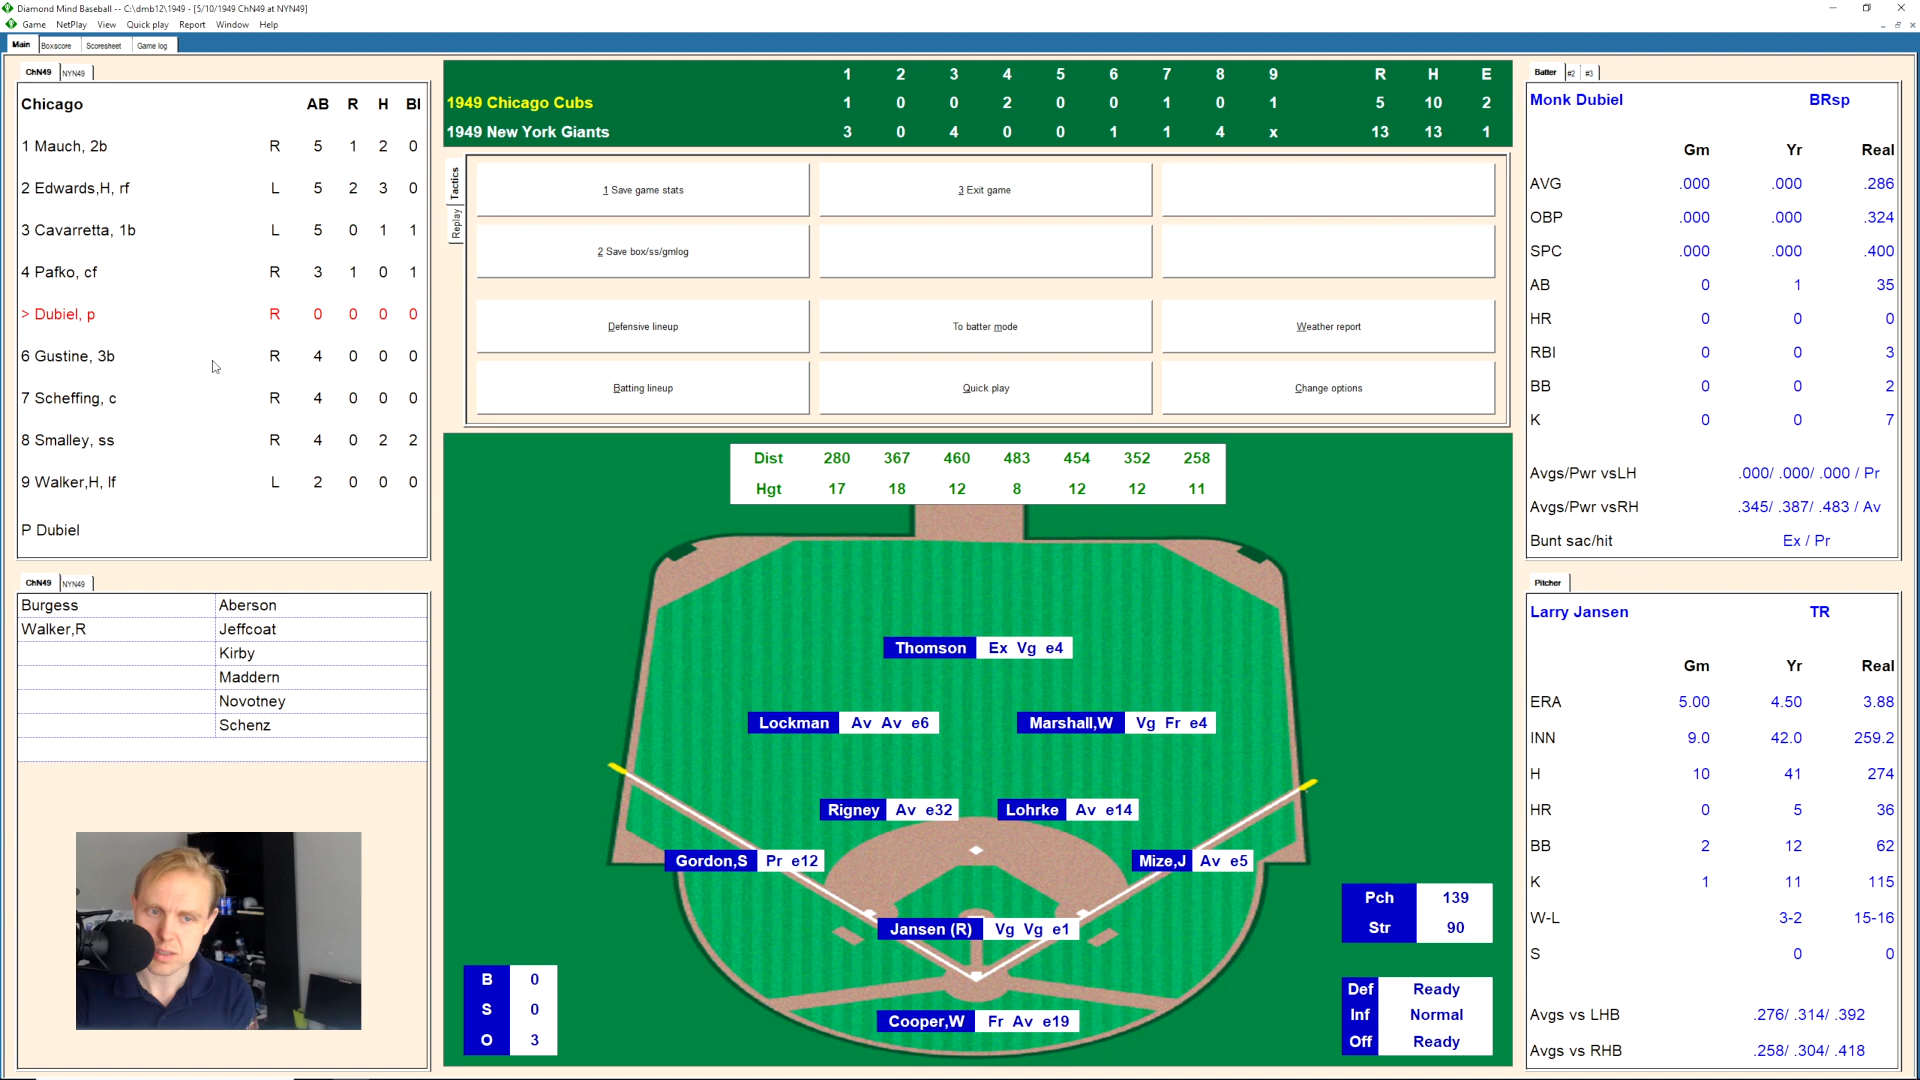 Diamond Mind Baseball -- C:\dmb12\1949 - [5/10/1949 ChN49 at NYN49]
Game NetPlay View Quick play Report Window Help
Main Boxscore Scoresheet Game log
ChN49 NYN49
Chicago AB R H BI
1 Mauch, 2b R 5 1 2 0
2 Edwards,H, rf L 5 2 3 0
3 Cavarretta, 1b L 5 0 1 1
4 Pafko, cf R 3 1 0 1
> Dubiel, p R 0 0 0 0
6 Gustine, 3b R 4 0 0 0
7 Scheffing, c R 4 0 0 0
8 Smalley, ss R 4 0 2 2
9 Walker,H, lf L 2 0 0 0
P Dubiel
ChN49 NYN49
Burgess Aberson
Walker,R Jeffcoat
Kirby
Maddern
Novotney
Schenz
1 2 3 4 5 6 7 8 9 R H E
1949 Chicago Cubs 1 0 0 2 0 0 1 0 1 5 10 2
1949 New York Giants 3 0 4 0 0 1 1 4 x 13 13 1
Tactics
Replay
1 Save game stats 3 Exit game
2 Save box/ss/gmlog
Defensive lineup To batter mode Weather report
Batting lineup Quick play Change options
Dist 280 367 460 483 454 352 258
Hgt 17 18 12 8 12 12 11
Thomson Ex Vg e4
Lockman Av Av e6 Marshall,W Vg Fr e4
Rigney Av e32 Lohrke Av e14
Gordon,S Pr e12 Mize,J Av e5
Jansen (R) Vg Vg e1
Cooper,W Fr Av e19
B 0
S 0
O 3
Pch 139
Str 90
Def Ready
Inf Normal
Off Ready
Batter #2 #3
Monk Dubiel BRsp
Gm Yr Real
AVG .000 .000 .286
OBP .000 .000 .324
SPC .000 .000 .400
AB 0 1 35
HR 0 0 0
RBI 0 0 3
BB 0 0 2
K 0 0 7
Avgs/Pwr vsLH .000/ .000/ .000 / Pr
Avgs/Pwr vsRH .345/ .387/ .483 / Av
Bunt sac/hit Ex / Pr
Pitcher
Larry Jansen TR
Gm Yr Real
ERA 5.00 4.50 3.88
INN 9.0 42.0 259.2
H 10 41 274
HR 0 5 36
BB 2 12 62
K 1 11 115
W-L 3-2 15-16
S 0 0
Avgs vs LHB .276/ .314/ .392
Avgs vs RHB .258/ .304/ .418